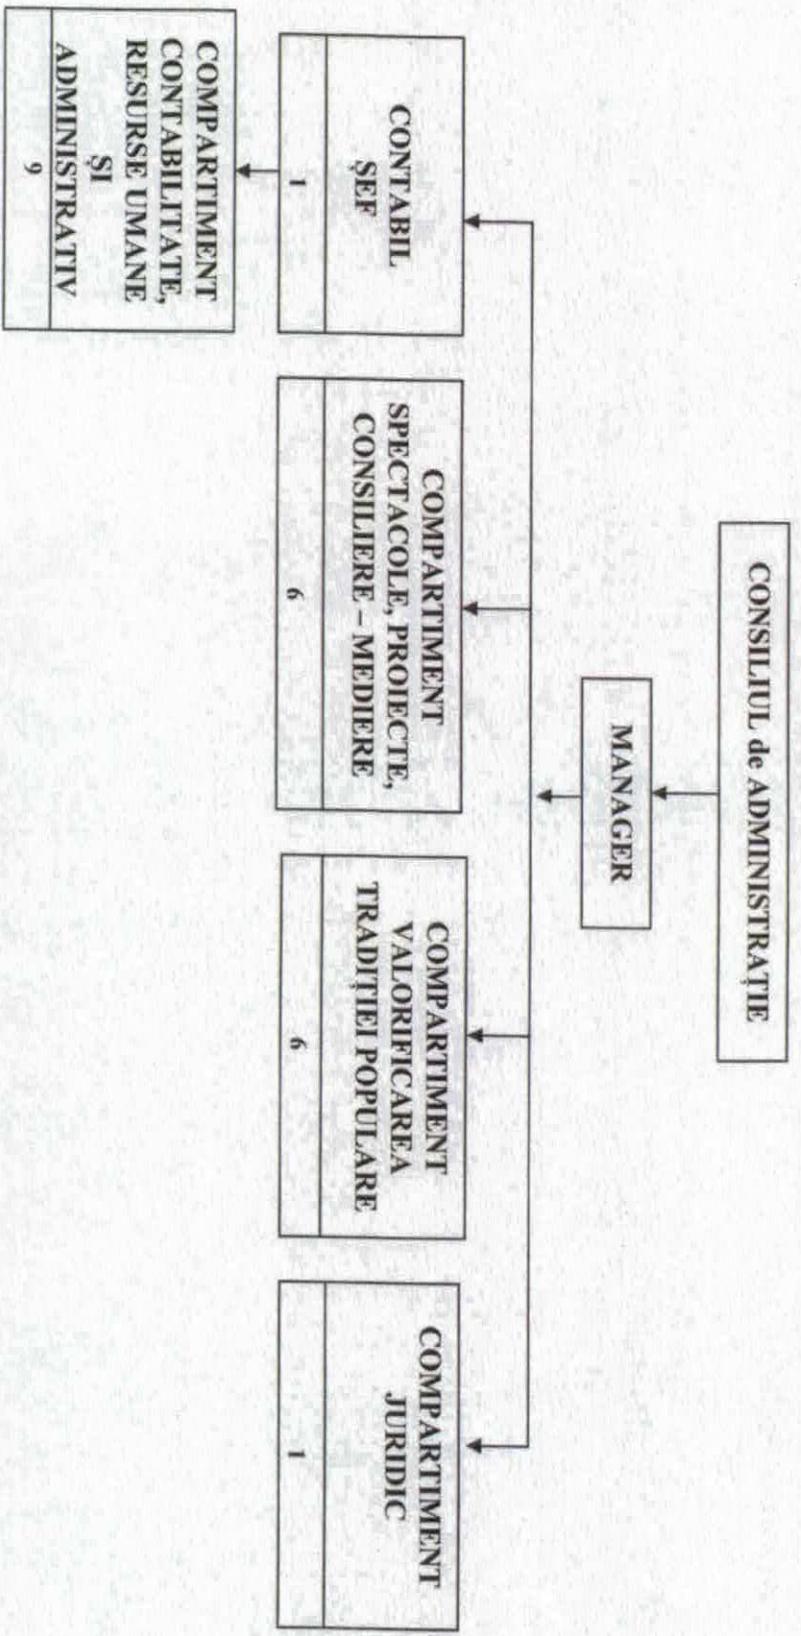 CONSILIUL de ADMINISTRAȚIE
MANAGER
CONTABIL
ȘEF
1
COMPARTIMENT
SPECTACOLE, PROIECTE,
CONSILIERE – MEDIERE
6
COMPARTIMENT
VALORIFICAREA
TRADIȚIEI POPULARE
6
COMPARTIMENT
JURIDIC
1
COMPARTIMENT
CONTABILITATE,
RESURSE UMANE
ȘI
ADMINISTRATIV
9